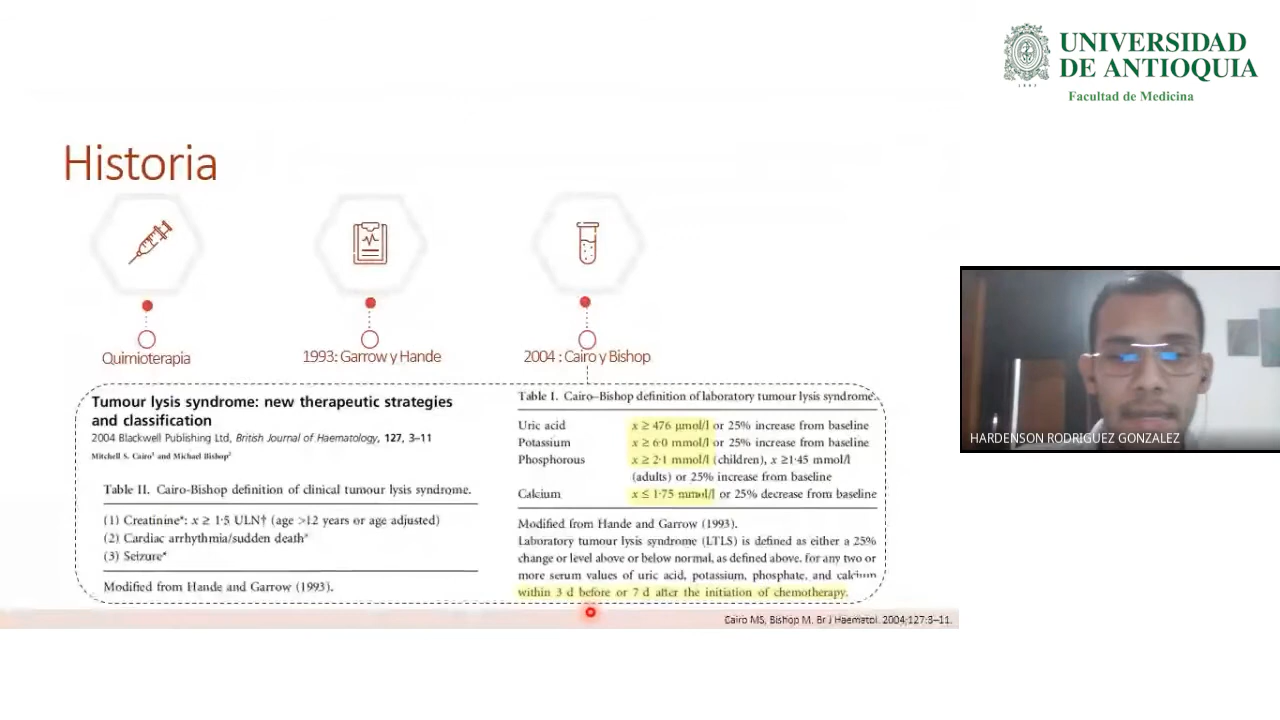 UNIVERSIDAD
DE ANTIOQUIA
1803
Facultad de Medicina
Historia
Quimioterapia
1993: Garrow y Hande
2004 : Cairo y Bishop
Tumour lysis syndrome: new therapeutic strategies
and classification
2004 Blackwell Publishing Ltd, British Journal of Haematology, 127, 3–11
Mitchell S. Cairo¹ and Michael Bishop²
Table II. Cairo-Bishop definition of clinical tumour lysis syndrome.
(1) Creatinine*: x ≥ 1·5 ULN† (age >12 years or age adjusted)
(2) Cardiac arrhythmia/sudden death*
(3) Seizure*
Modified from Hande and Garrow (1993).
Table I. Cairo–Bishop definition of laboratory tumour lysis syndrome.
Uric acid x ≥ 476 μmol/l or 25% increase from baseline
Potassium x ≥ 6·0 mmol/l or 25% increase from baseline
Phosphorous x ≥ 2·1 mmol/l (children), x ≥1·45 mmol/l
(adults) or 25% increase from baseline
Calcium x ≤ 1·75 mmol/l or 25% decrease from baseline
Modified from Hande and Garrow (1993).
Laboratory tumour lysis syndrome (LTLS) is defined as either a 25%
change or level above or below normal, as defined above, for any two or
more serum values of uric acid, potassium, phosphate, and calcium
within 3 d before or 7 d after the initiation of chemotherapy.
Cairo MS, Bishop M. Br J Haematol. 2004;127:3–11.
HARDENSON RODRIGUEZ GONZALEZ